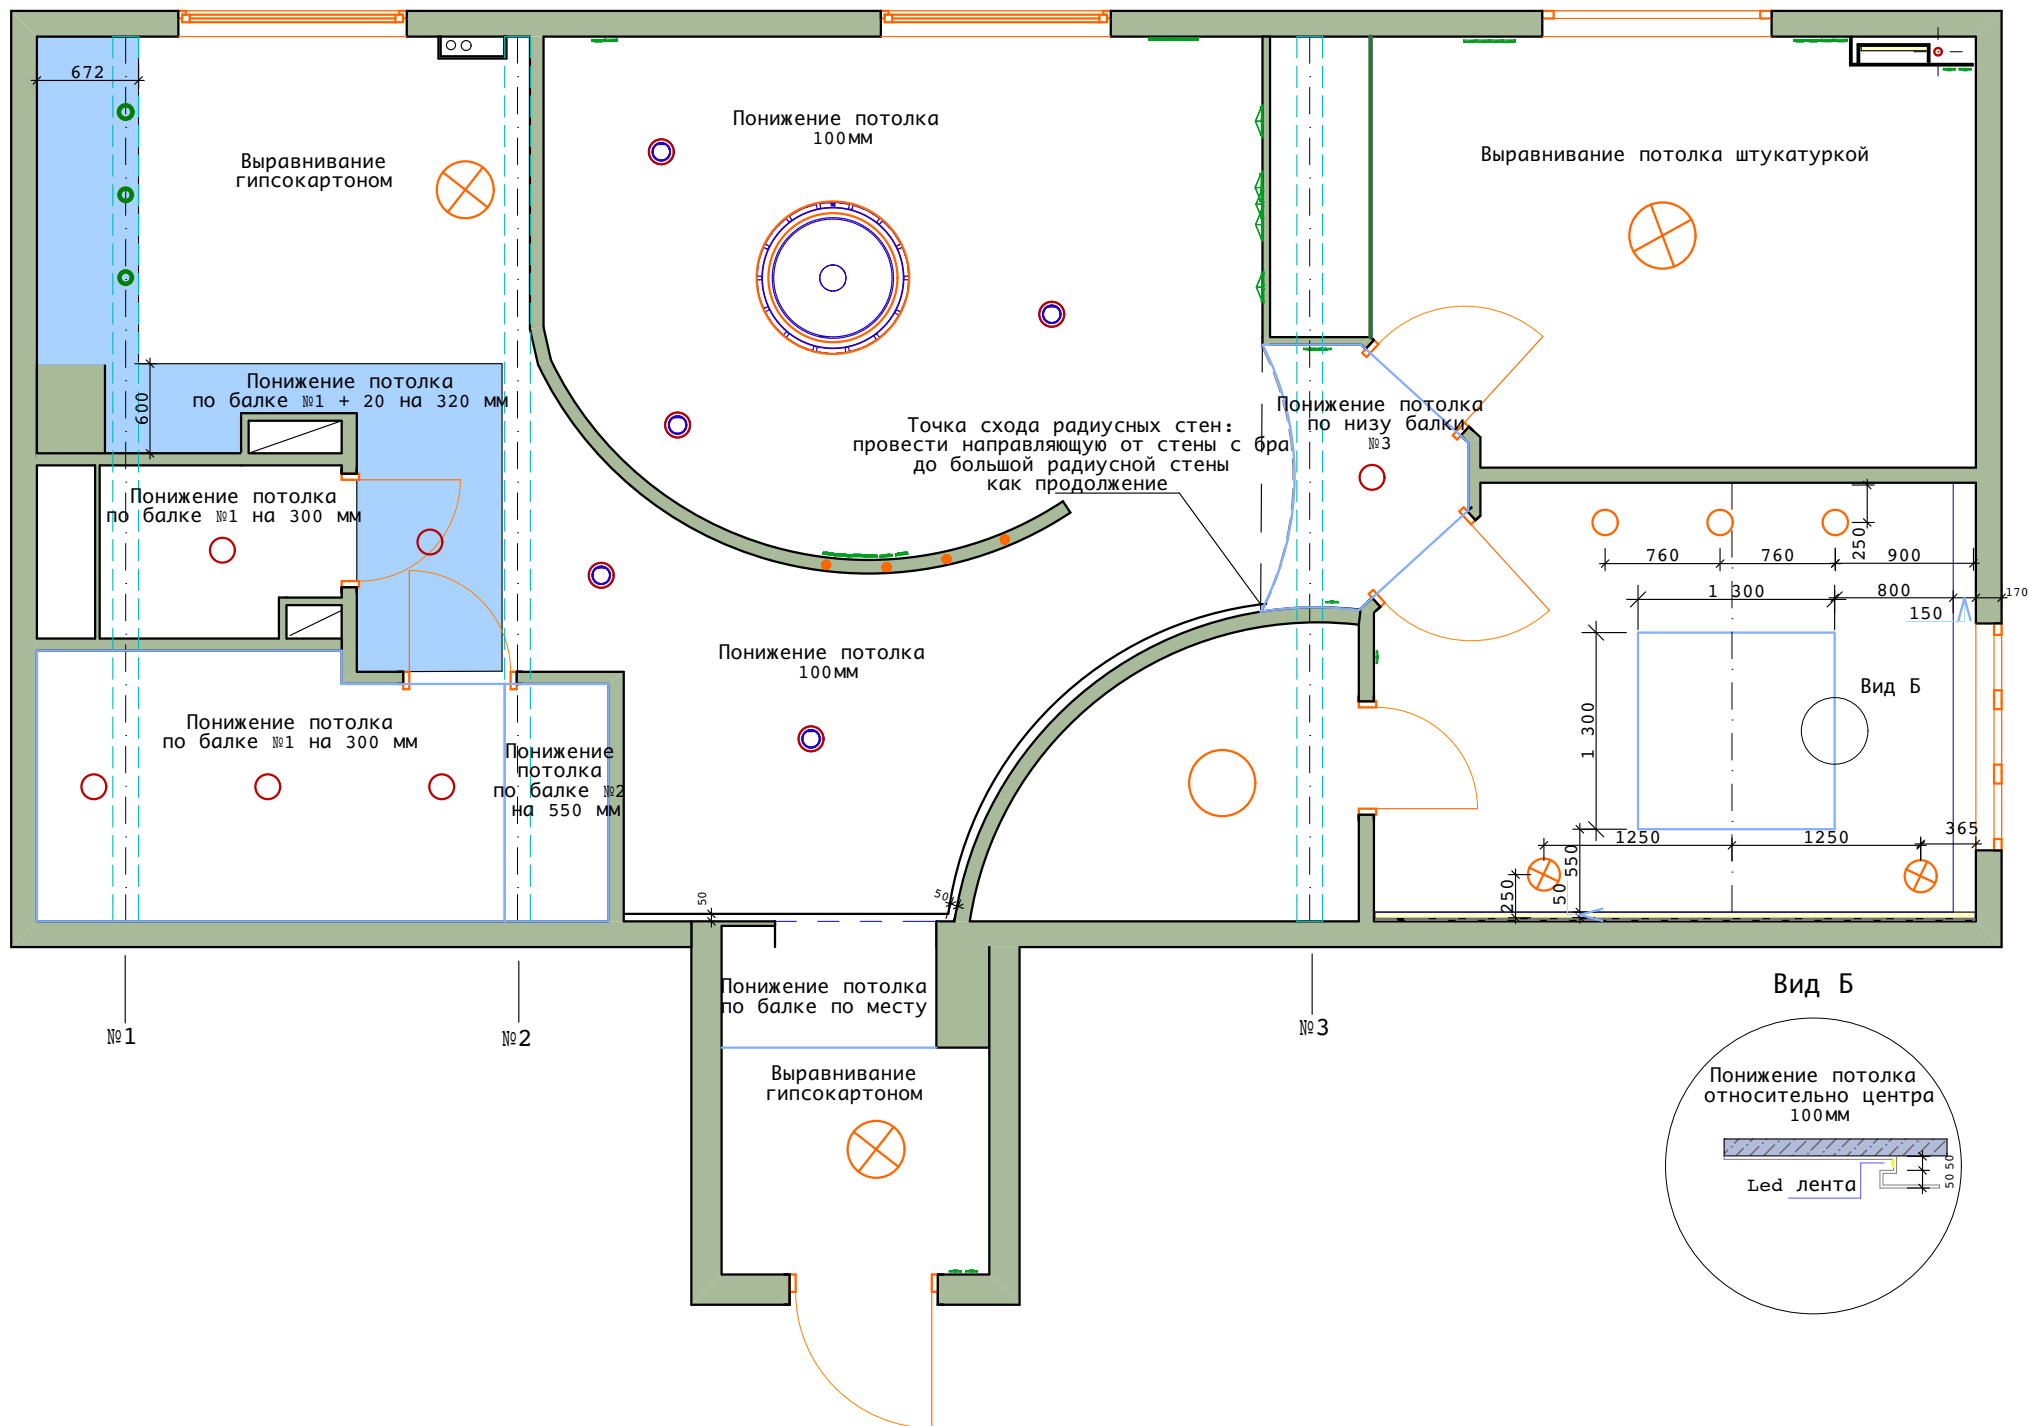 672
Выравнивание
гипсокартоном
Понижение потолка
100мм
Выравнивание потолка штукатуркой
Понижение потолка
по балке №1 + 20 на 320 мм
600
Точка схода радиусных стен:
провести направляющую от стены с бра
до большой радиусной стены
как продолжение
Понижение потолка
по низу балки
№3
Понижение потолка
по балке №1 на 300 мм
250
760
760
900
1 300
800
170
150
Понижение потолка
100мм
Вид Б
1 300
Понижение потолка
по балке №1 на 300 мм
Понижение
потолка
по балке №2
на 550 мм
1250
1250
365
550
250
50
50
50
Понижение потолка
по балке по месту
№1
№2
№3
Вид Б
Выравнивание
гипсокартоном
Понижение потолка
относительно центра
100мм
Led лента
50
50